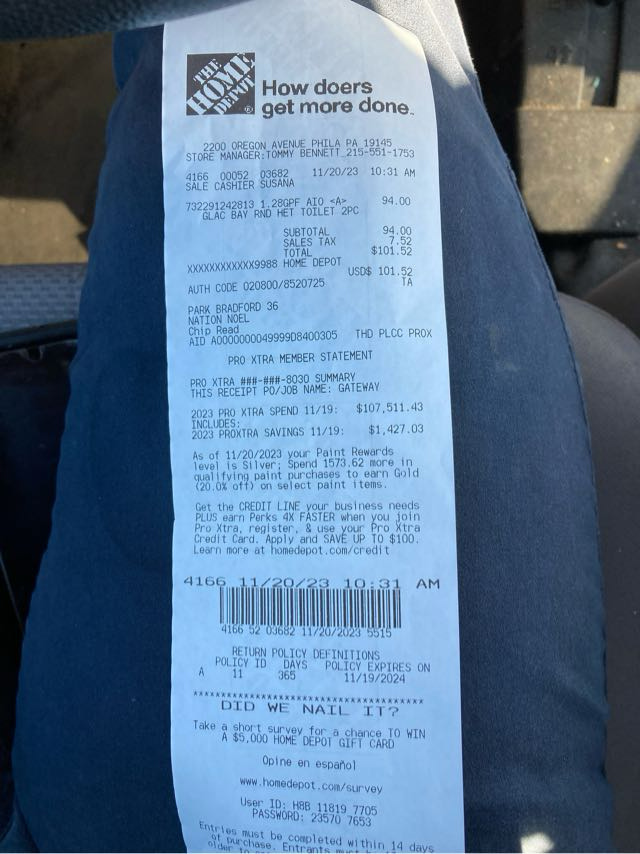 THE
HOME
DEPOT
How doers
get more done.
2200 OREGON AVENUE PHILA PA 19145
STORE MANAGER:TOMMY BENNETT 215-551-1753
4166 00052 03682 11/20/23 10:31 AM
SALE CASHIER SUSANA
732291242813 1.28GPF AIO <A> 94.00
GLAC BAY RND HET TOILET 2PC
SUBTOTAL 94.00
SALES TAX 7.52
TOTAL $101.52
XXXXXXXXXXXX9988 HOME DEPOT
USD$ 101.52
AUTH CODE 020800/8520725 TA
PARK BRADFORD 36
NATION NOEL
Chip Read
AID A0000000049999D8400305 THD PLCC PROX
PRO XTRA MEMBER STATEMENT
PRO XTRA ###-###-8030 SUMMARY
THIS RECEIPT PO/JOB NAME: GATEWAY
2023 PRO XTRA SPEND 11/19: $107,511.43
INCLUDES:
2023 PROXTRA SAVINGS 11/19: $1,427.03
As of 11/20/2023 your Paint Rewards
level is Silver; Spend 1573.62 more in
qualifying paint purchases to earn Gold
(20.0% off) on select paint items.
Get the CREDIT LINE your business needs
PLUS earn Perks 4X FASTER when you join
Pro Xtra, register, & use your Pro Xtra
Credit Card. Apply and SAVE UP TO $100.
Learn more at homedepot.com/credit
4166 11/20/23 10:31 AM
4166 52 03682 11/20/2023 5515
RETURN POLICY DEFINITIONS
POLICY ID DAYS POLICY EXPIRES ON
A 11 365 11/19/2024
****************************************
DID WE NAIL IT?
Take a short survey for a chance TO WIN
A $5,000 HOME DEPOT GIFT CARD
Opine en español
www.homedepot.com/survey
User ID: H8B 11819 7705
PASSWORD: 23570 7653
Entries must be completed within 14 days
of purchase. Entrants must
older to